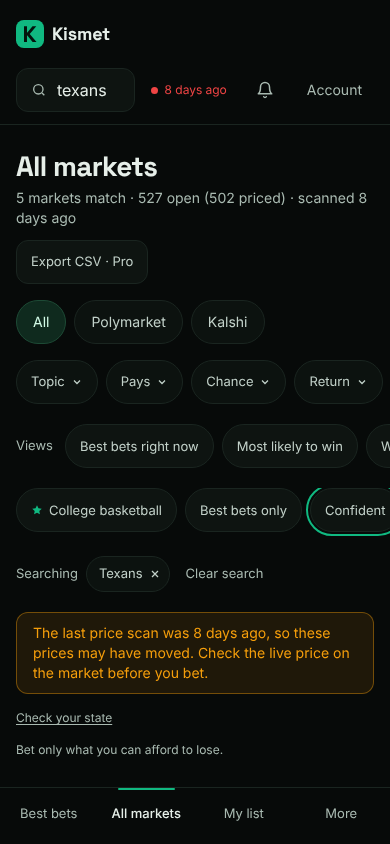 K Kismet
texans
8 days ago
Account
All markets
5 markets match · 527 open (502 priced) · scanned 8
days ago
Export CSV · Pro
All
Polymarket
Kalshi
Topic
Pays
Chance
Return
Views
Best bets right now
Most likely to win
College basketball
Best bets only
Confident
Searching
Texans ×
Clear search
The last price scan was 8 days ago, so these
prices may have moved. Check the live price on
the market before you bet.
Check your state
Bet only what you can afford to lose.
Best bets
All markets
My list
More